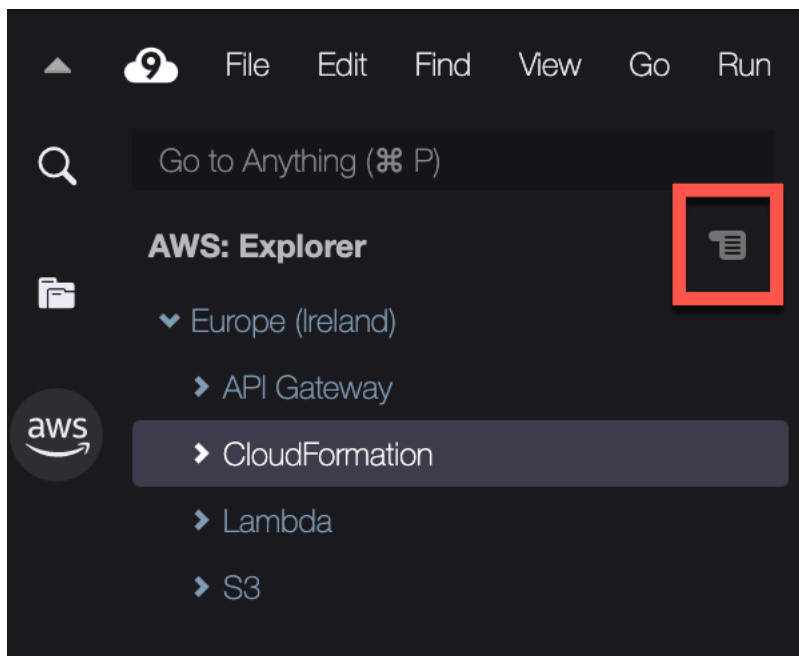 9 File Edit Find View Go Run
Go to Anything (⌘ P)
AWS: Explorer
Europe (Ireland)
API Gateway
aws
CloudFormation
Lambda
S3